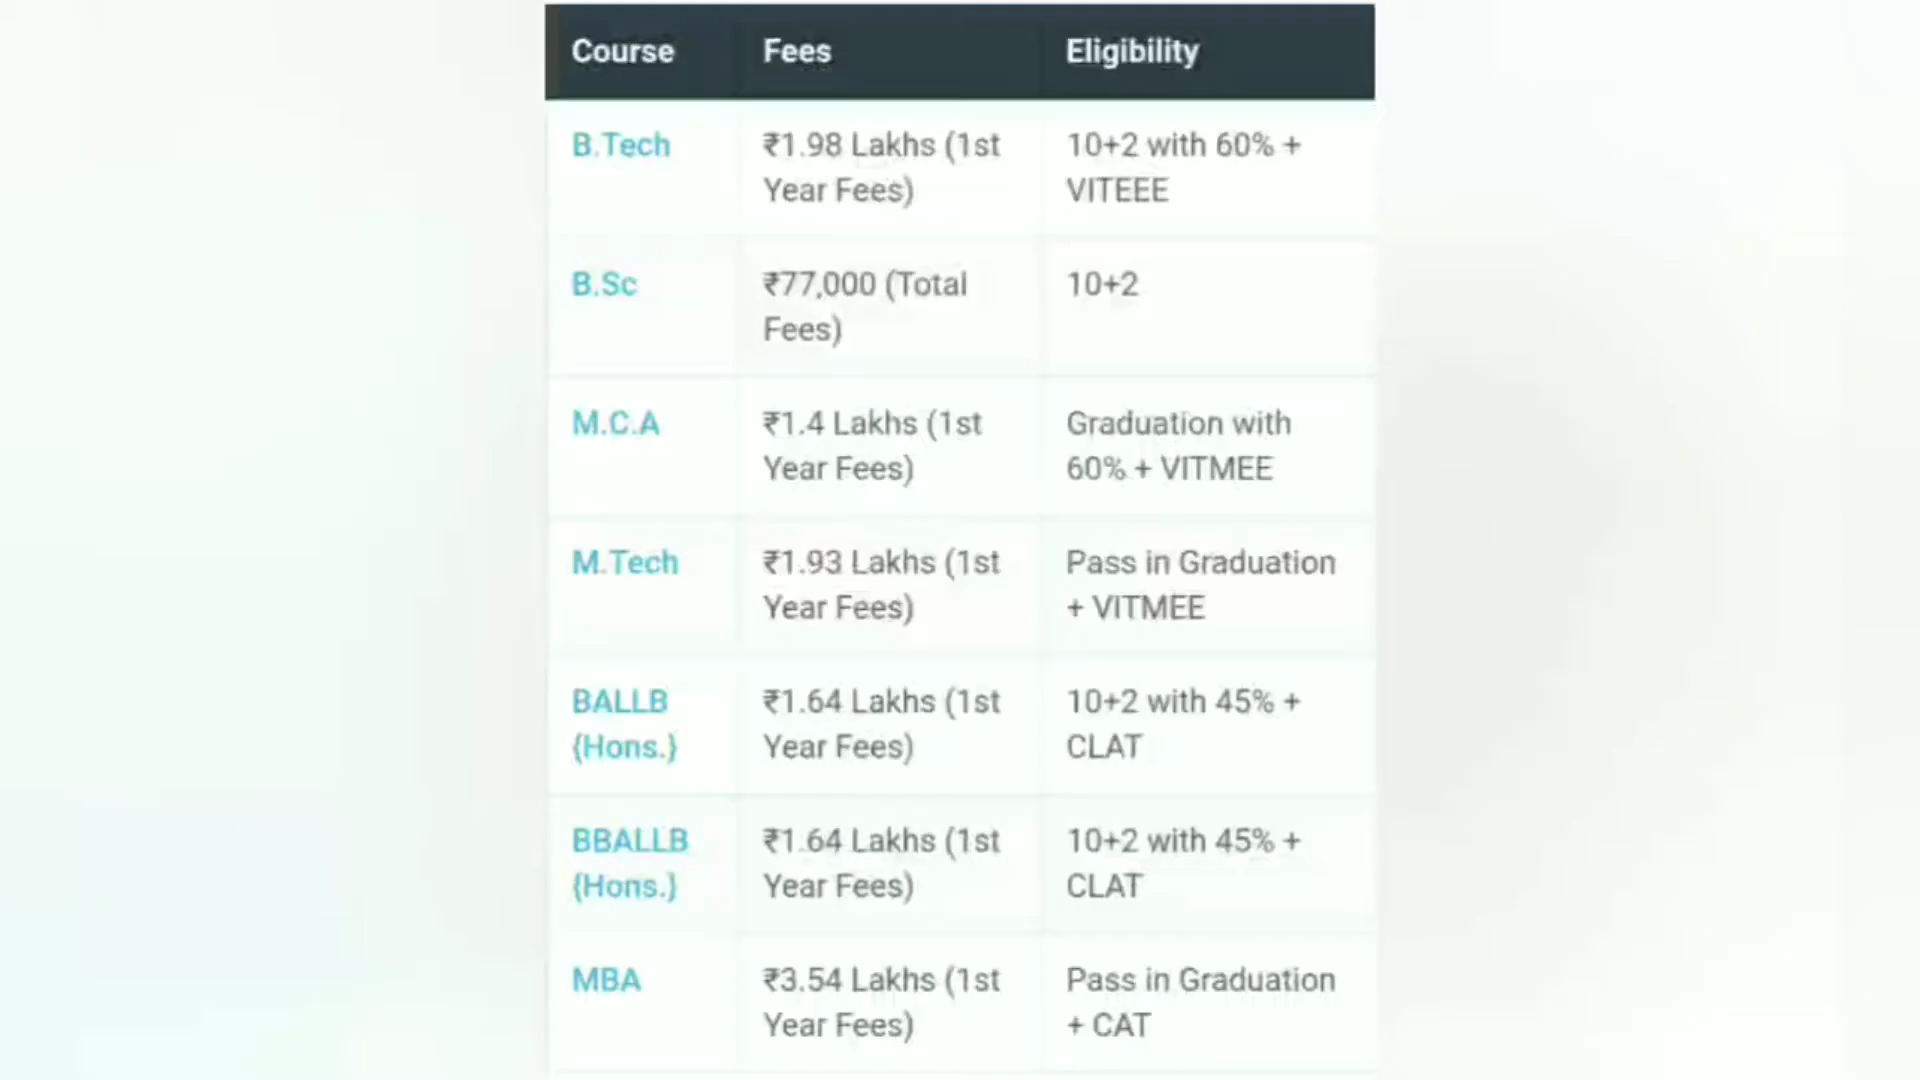 Course Fees Eligibility
B.Tech ₹1.98 Lakhs (1st 10+2 with 60% +
Year Fees) VITEEE
B.Sc ₹77,000 (Total 10+2
Fees)
M.C.A ₹1.4 Lakhs (1st Graduation with
Year Fees) 60% + VITMEE
M.Tech ₹1.93 Lakhs (1st Pass in Graduation
Year Fees) + VITMEE
BALLB ₹1.64 Lakhs (1st 10+2 with 45% +
{Hons.} Year Fees) CLAT
BBALLB ₹1.64 Lakhs (1st 10+2 with 45% +
{Hons.} Year Fees) CLAT
MBA ₹3.54 Lakhs (1st Pass in Graduation
Year Fees) + CAT